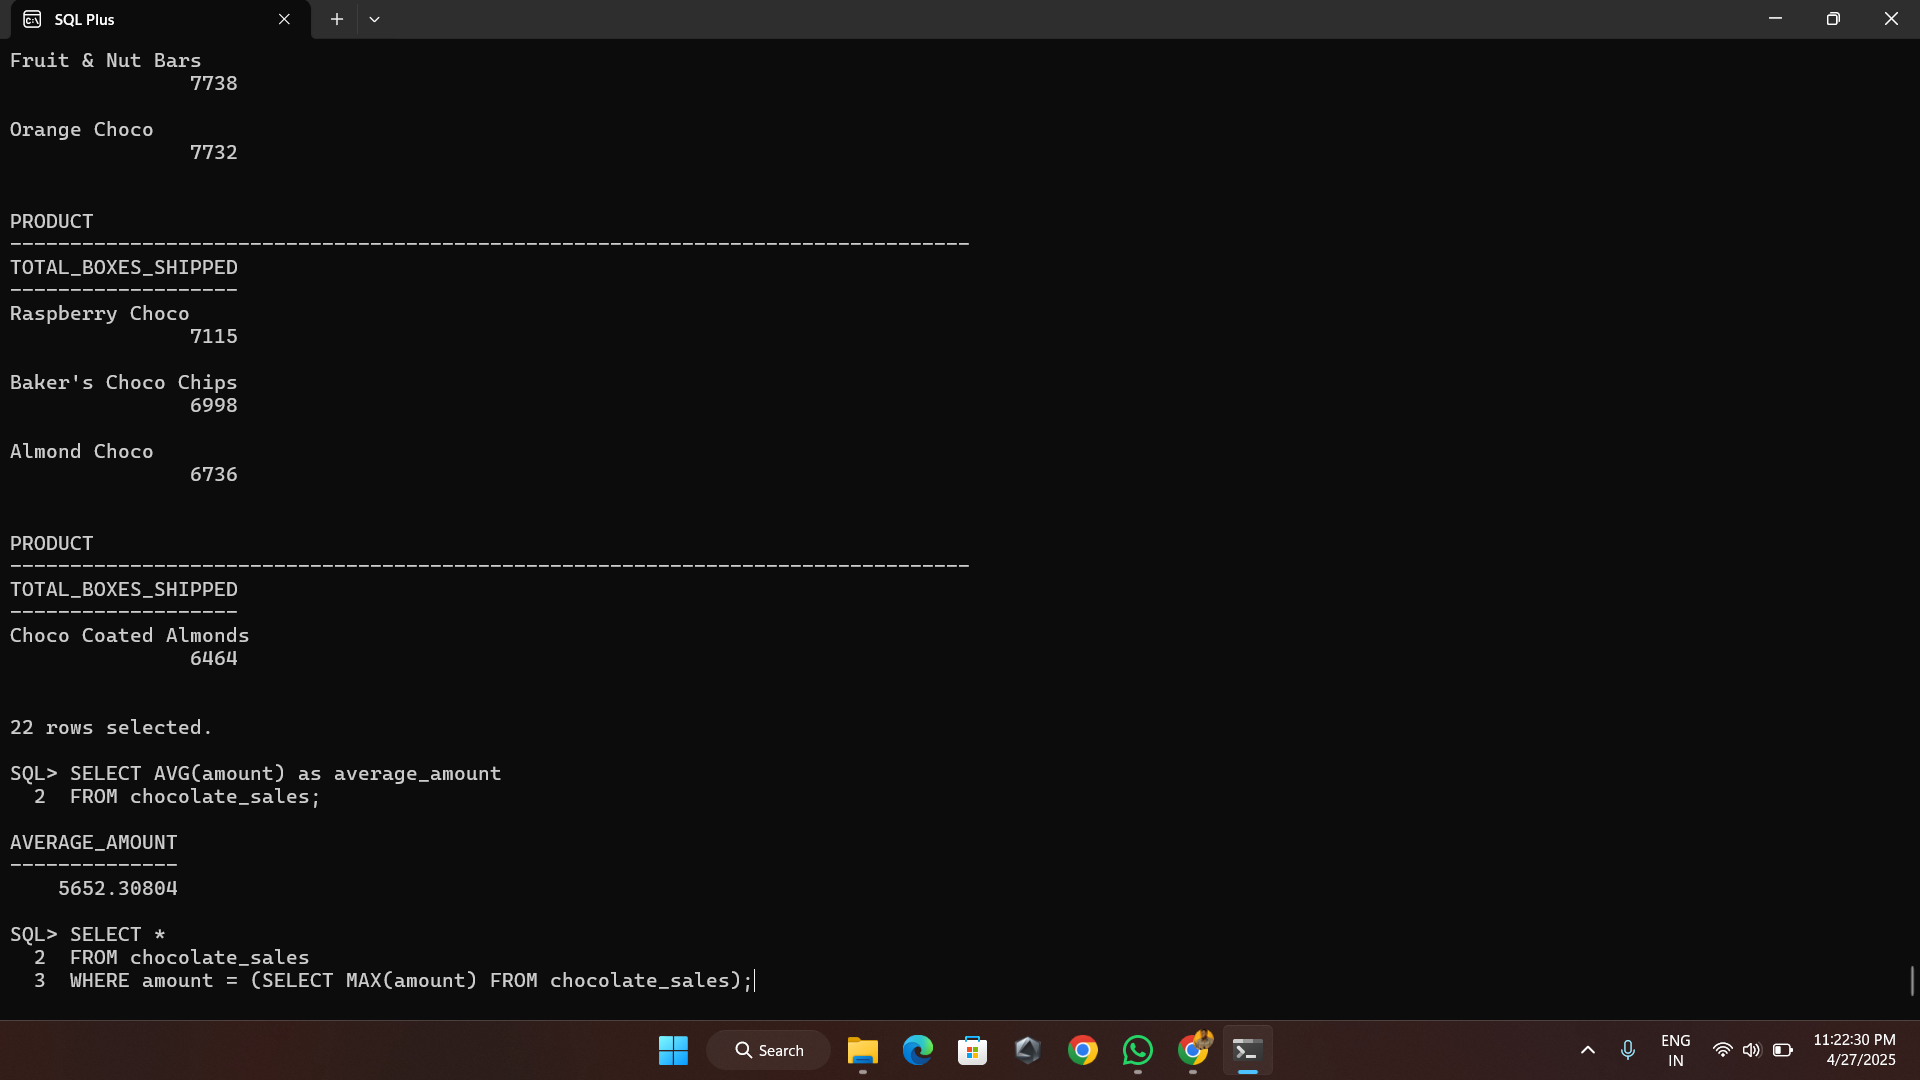 SQL Plus
Fruit & Nut Bars
7738
Orange Choco
7732
PRODUCT
--------------------------------------------------------------------------------
TOTAL_BOXES_SHIPPED
-------------------
Raspberry Choco
7115
Baker's Choco Chips
6998
Almond Choco
6736
PRODUCT
--------------------------------------------------------------------------------
TOTAL_BOXES_SHIPPED
-------------------
Choco Coated Almonds
6464
22 rows selected.
SQL> SELECT AVG(amount) as average_amount
2  FROM chocolate_sales;
AVERAGE_AMOUNT
--------------
5652.30804
SQL> SELECT *
2  FROM chocolate_sales
3  WHERE amount = (SELECT MAX(amount) FROM chocolate_sales);
Search
ENG
IN
11:22:30 PM
4/27/2025